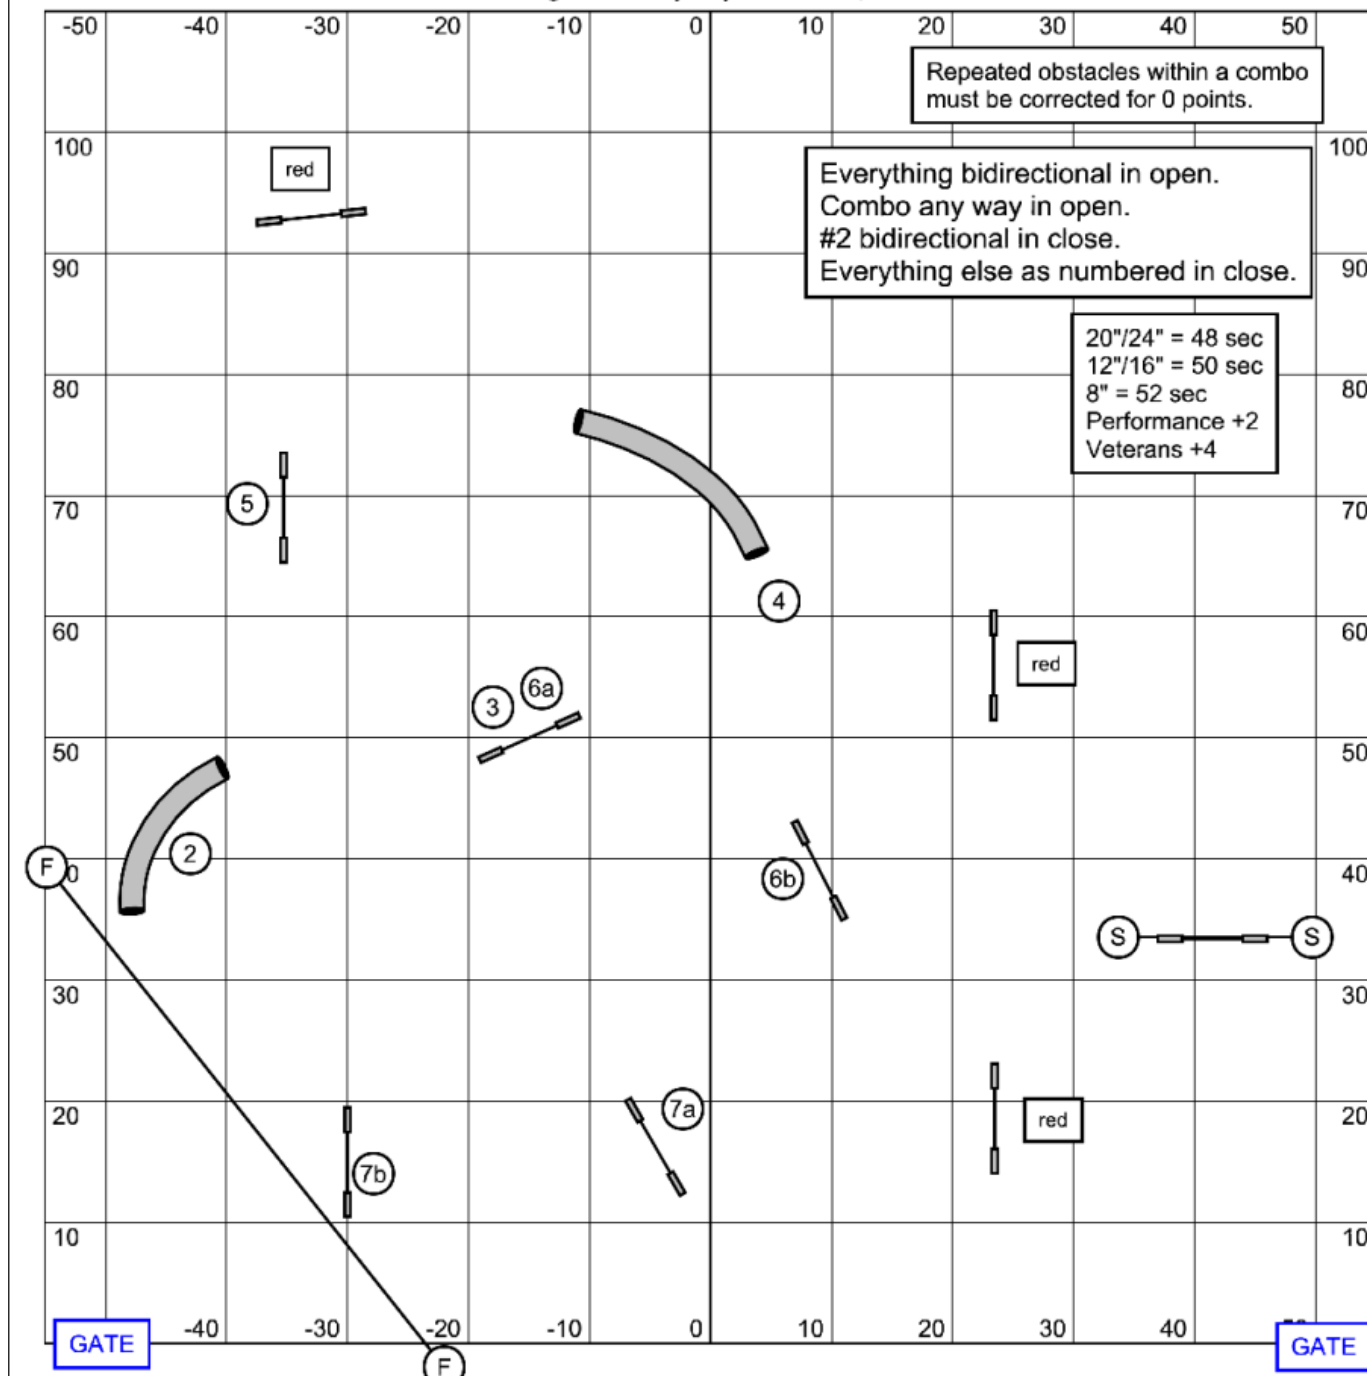 -50 -40 -30 -20 -10 0 10 20 30 40 50
Repeated obstacles within a combo
must be corrected for 0 points.
100 100
red
Everything bidirectional in open.
Combo any way in open.
#2 bidirectional in close.
Everything else as numbered in close.
90 90
20"/24" = 48 sec
12"/16" = 50 sec
8" = 52 sec
Performance +2
Veterans +4
80 80
5
70 70
4
60 60
red
6a
3
50 50
2
F 0 40
6b
S S
30 30
20 20
7a
red
7b
10 10
-40 -30 -20 -10 0 10 20 30 40
GATE GATE
F